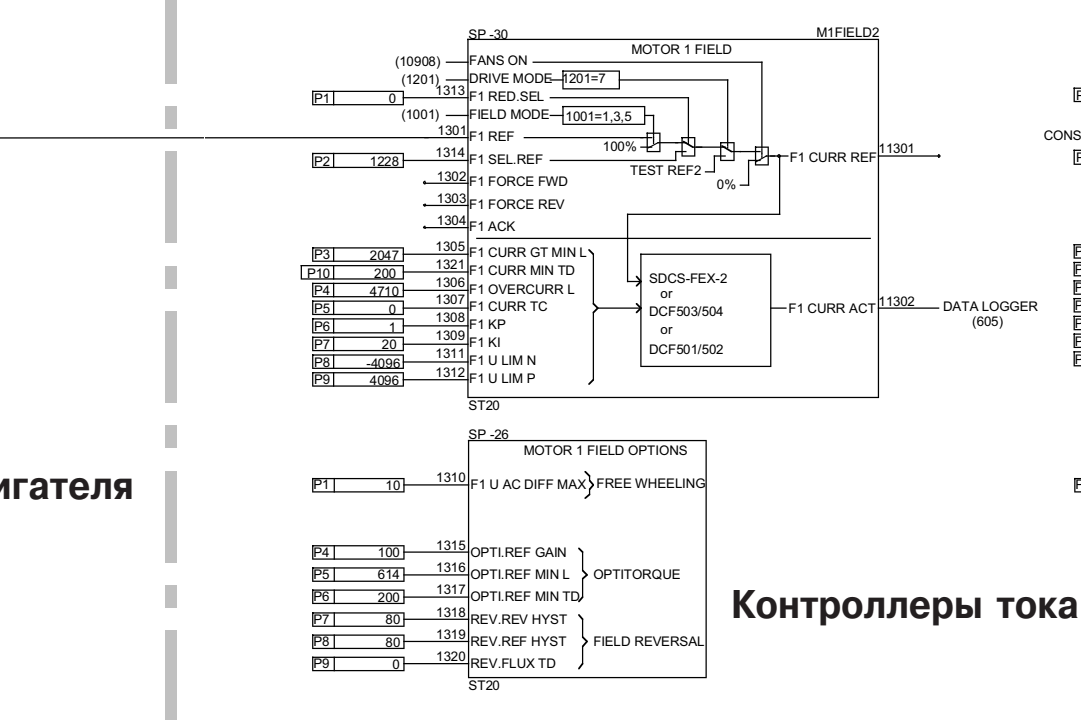 SP -30 M1FIELD2
MOTOR 1 FIELD
(10908) FANS ON
(1201) DRIVE MODE 1201=7
P1 0 1313 F1 RED.SEL
(1001) FIELD MODE 1001=1,3,5
1301 F1 REF
100%
P2 1228 1314 F1 SEL.REF
F1 CURR REF 11301
TEST REF2
0%
1302 F1 FORCE FWD
1303 F1 FORCE REV
1304 F1 ACK
P3 2047 1305 F1 CURR GT MIN L
P10 200 1321 F1 CURR MIN TD
P4 4710 1306 F1 OVERCURR L
P5 0 1307 F1 CURR TC
P6 1 1308 F1 KP
P7 20 1309 F1 KI
P8 -4096 1311 F1 U LIM N
P9 4096 1312 F1 U LIM P
SDCS-FEX-2
or
DCF503/504
or
DCF501/502
F1 CURR ACT 11302 DATA LOGGER
(605)
ST20
CONS
SP -26
MOTOR 1 FIELD OPTIONS
P1 10 1310 F1 U AC DIFF MAX FREE WHEELING
P4 100 1315 OPTI.REF GAIN
P5 614 1316 OPTI.REF MIN L OPTITORQUE
P6 200 1317 OPTI.REF MIN TD
P7 80 1318 REV.REV HYST
P8 80 1319 REV.REF HYST FIELD REVERSAL
P9 0 1320 REV.FLUX TD
ST20
игателя
Контроллеры тока